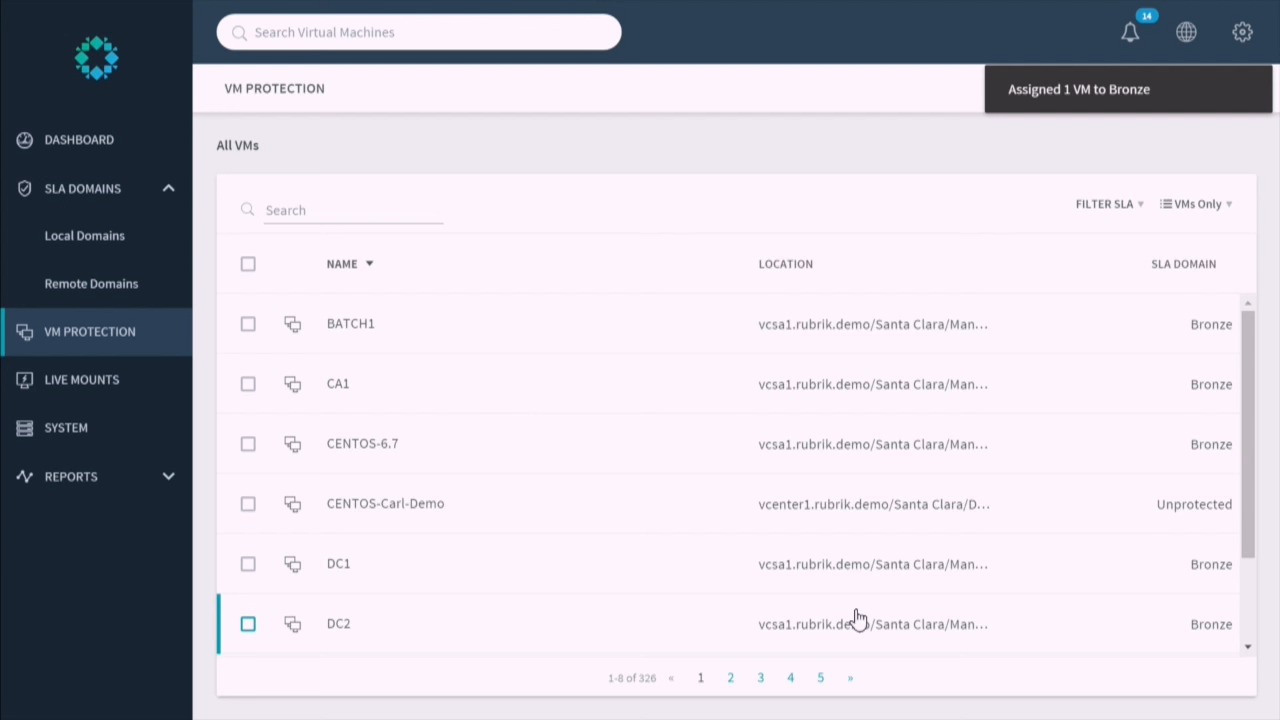 14
Search Virtual Machines
VM PROTECTION
Assigned 1 VM to Bronze
DASHBOARD
SLA DOMAINS
Local Domains
Remote Domains
VM PROTECTION
LIVE MOUNTS
SYSTEM
REPORTS
All VMs
Search
FILTER SLA ▼ VMs Only ▼
NAME ▼ LOCATION SLA DOMAIN
BATCH1 vcsa1.rubrik.demo/Santa Clara/Man... Bronze
CA1 vcsa1.rubrik.demo/Santa Clara/Man... Bronze
CENTOS-6.7 vcsa1.rubrik.demo/Santa Clara/Man... Bronze
CENTOS-Carl-Demo vcenter1.rubrik.demo/Santa Clara/D... Unprotected
DC1 vcsa1.rubrik.demo/Santa Clara/Man... Bronze
DC2 vcsa1.rubrik.demo/Santa Clara/Man... Bronze
1-8 of 326 « 1 2 3 4 5 »